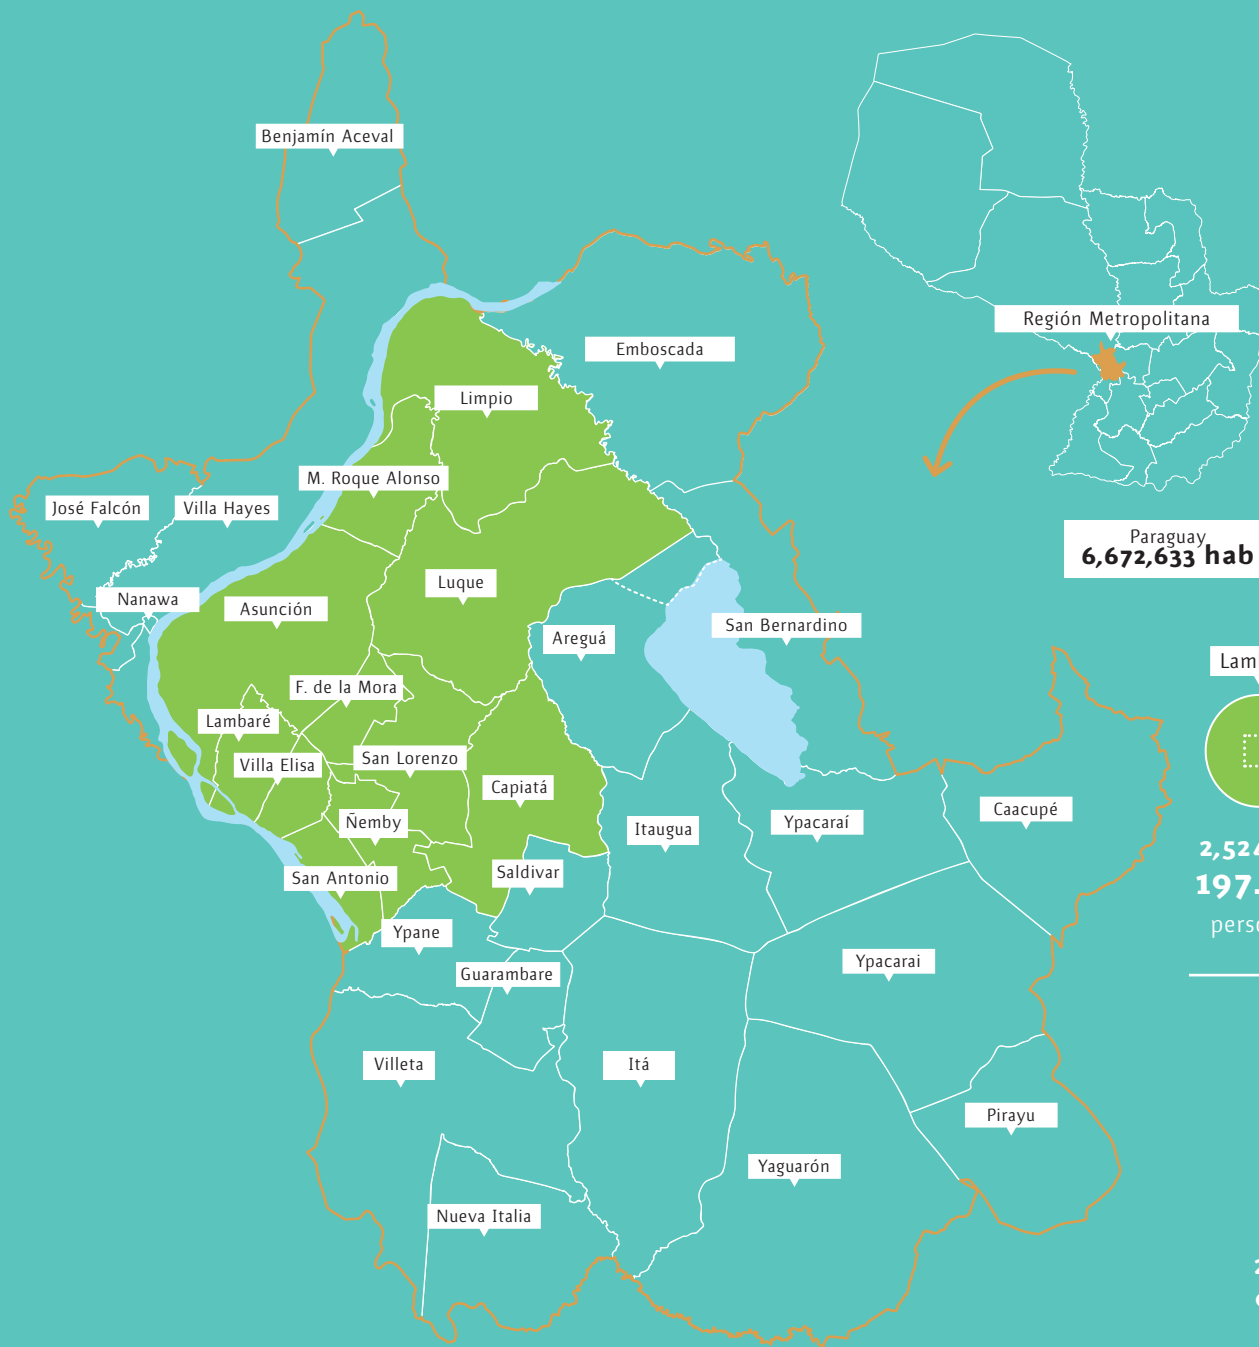 Benjamín Aceval
Región Metropolitana
Emboscada
Limpio
M. Roque Alonso
José Falcón
Villa Hayes
Paraguay
6,672,633 hab
Nanawa
Asunción
Luque
Areguá
San Bernardino
F. de la Mora
Lambaré
Villa Elisa
San Lorenzo
Capiatá
Ñemby
Itaugua
Ypacaraí
Caacupé
San Antonio
Saldivar
Ypane
Guarambare
Ypacarai
Villeta
Itá
Pirayu
Yaguarón
Nueva Italia
Lam
2,524
197.
perso